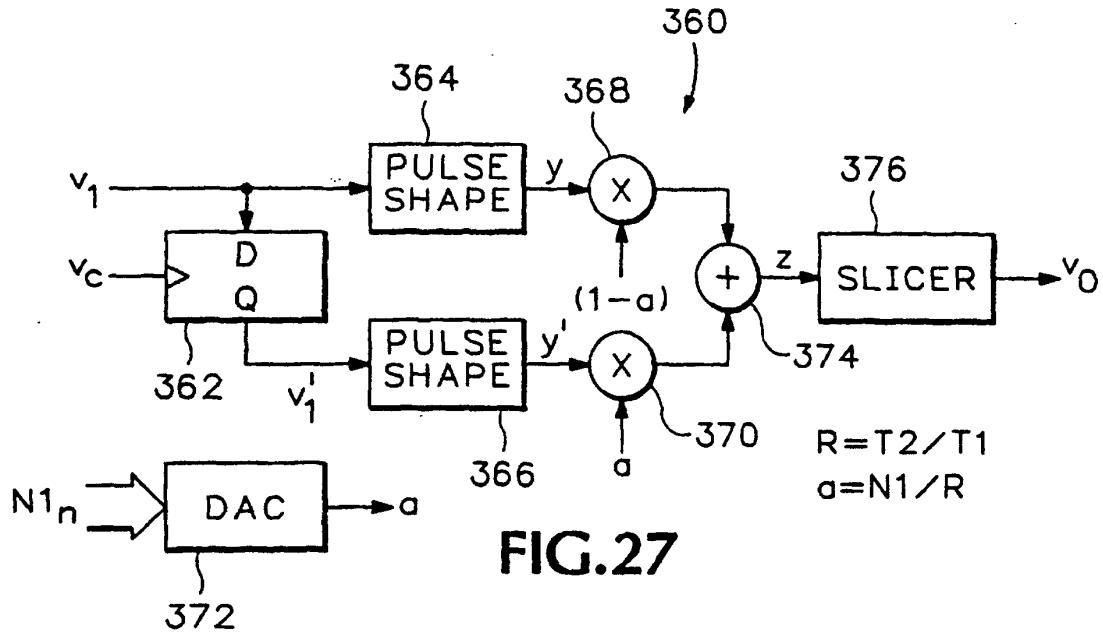 360
364
368
v1
PULSE
SHAPE
y
X
376
vc
D
Q
(1-a)
+
z
SLICER
v0
362
v1'
PULSE
SHAPE
y'
X
374
366
a
370
R=T2/T1
a=N1/R
N1n
DAC
a
FIG.27
372